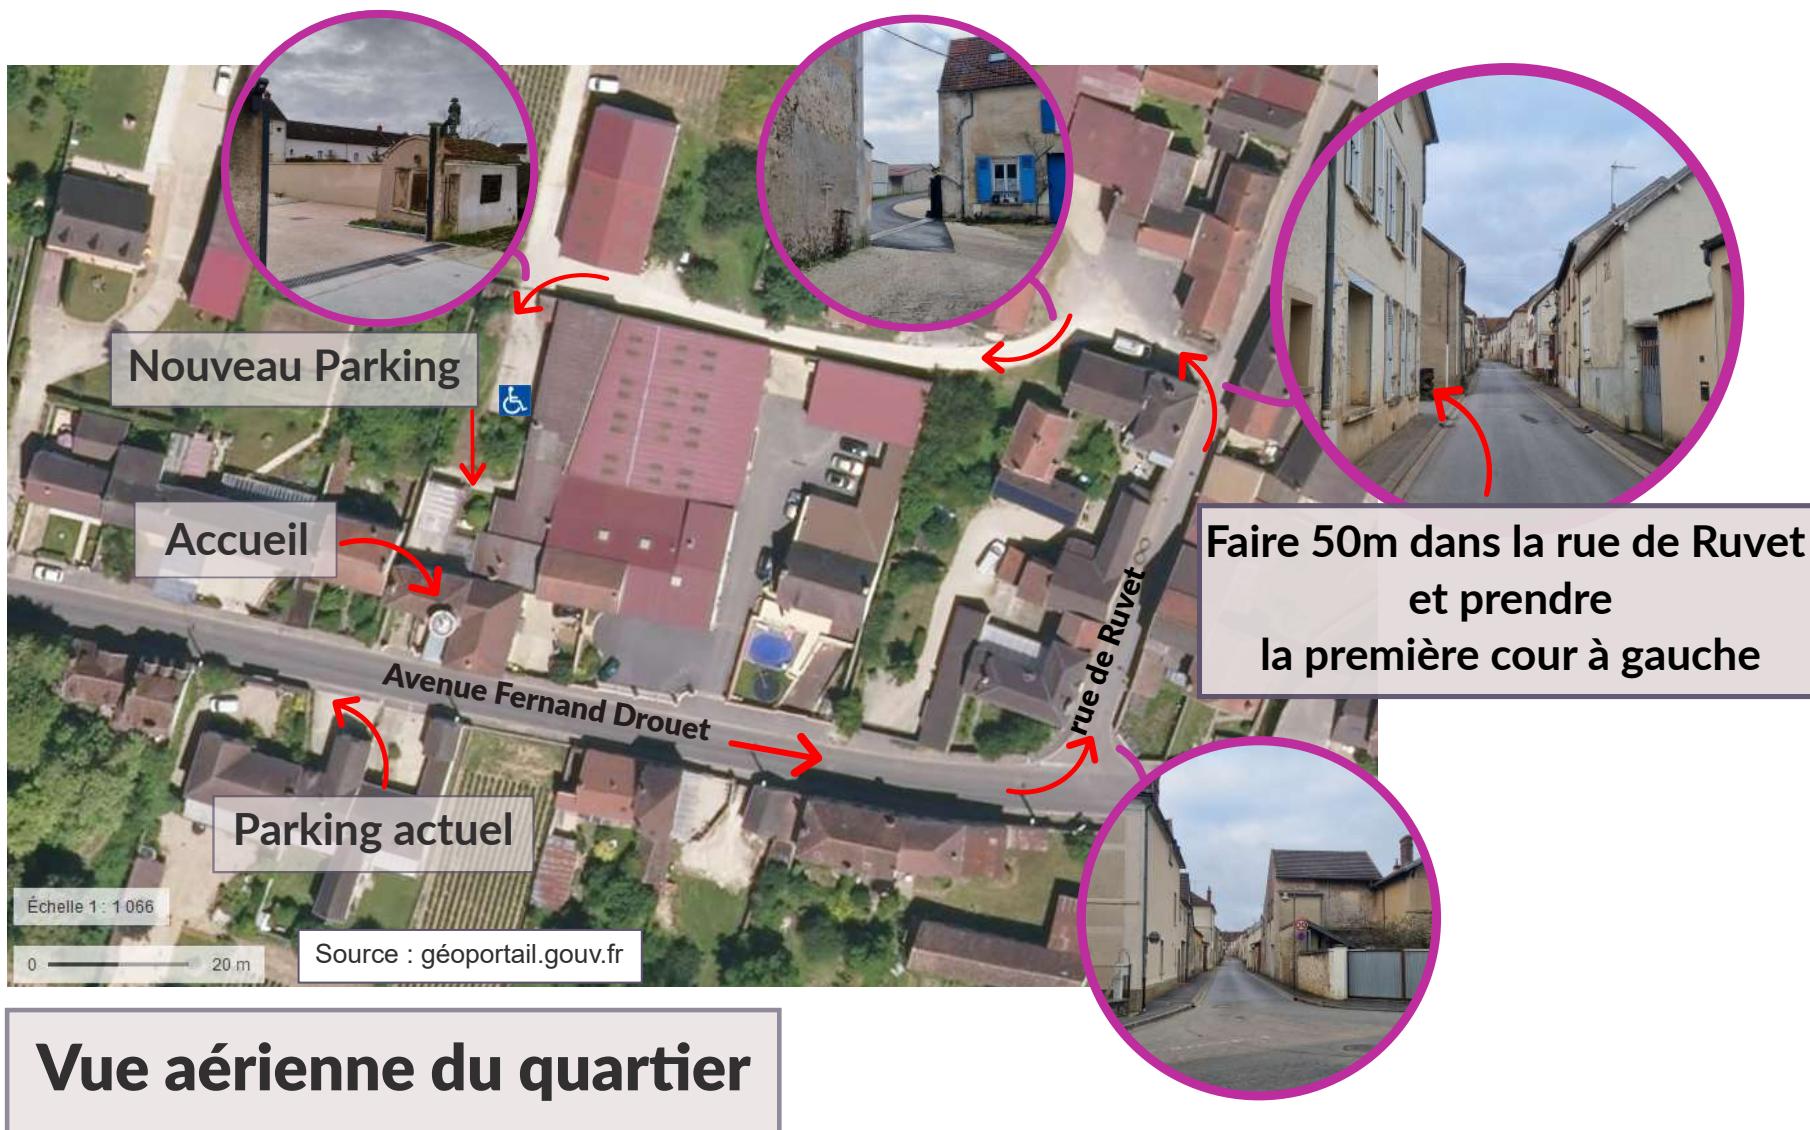 Nouveau Parking
Accueil
Faire 50m dans la rue de Ruvet
et prendre
la première cour à gauche
rue de Ruvet
Avenue Fernand Drouet
Parking actuel
Échelle 1 : 1 066
0 20 m
Source : géoportail.gouv.fr
Vue aérienne du quartier